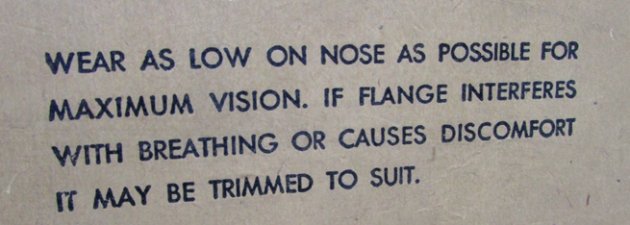 WEAR AS LOW ON NOSE AS POSSIBLE FOR
MAXIMUM VISION. IF FLANGE INTERFERES
WITH BREATHING OR CAUSES DISCOMFORT
IT MAY BE TRIMMED TO SUIT.